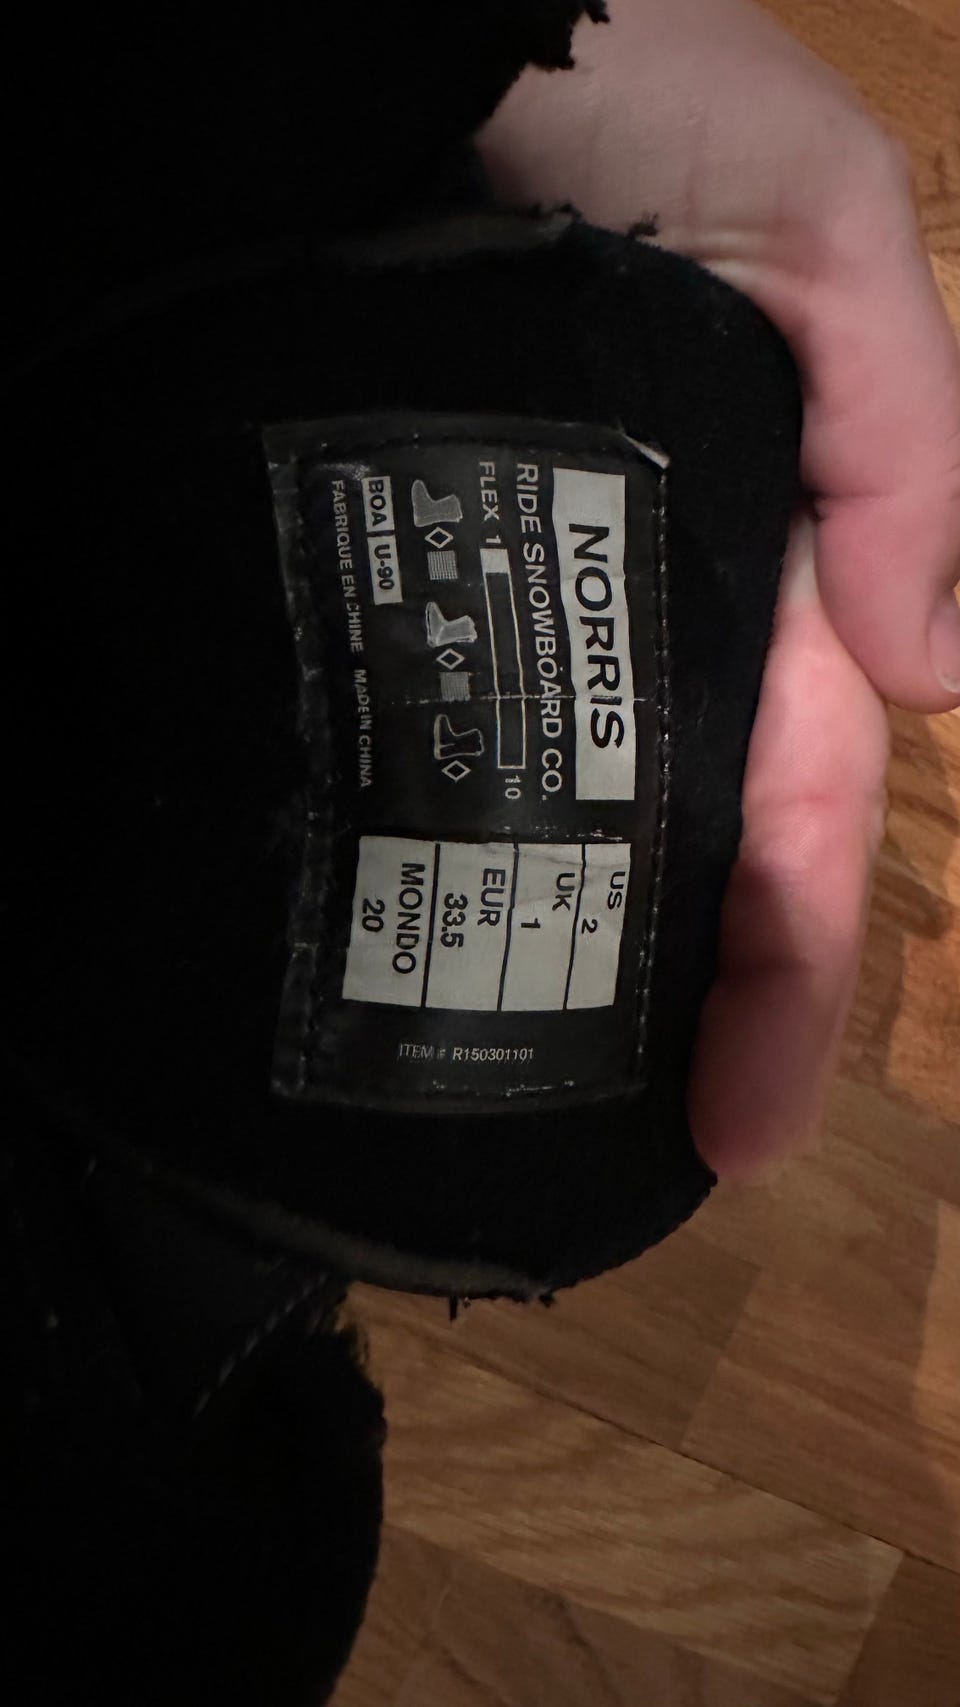 NORRIS
RIDE SNOWBOARD CO.
FLEX 1 10
BOA U-90
FABRIQUE EN CHINE MADE IN CHINA
US
2
UK
1
EUR
33.5
MONDO
20
ITEM # R150301101